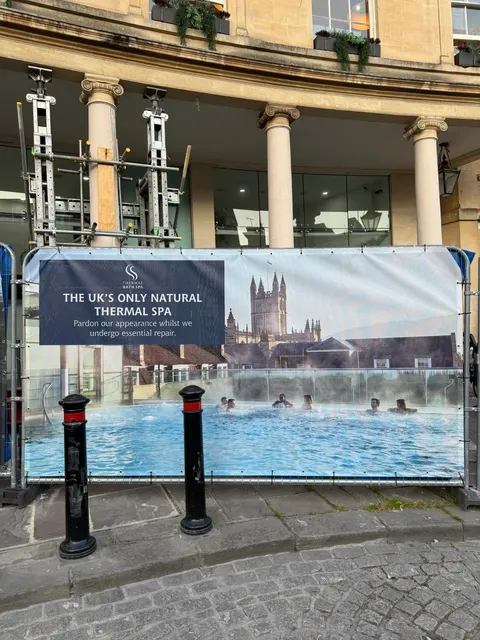 THERMAE
BATH SPA
THE UK'S ONLY NATURAL
THERMAL SPA
Pardon our appearance whilst we
undergo essential repair.